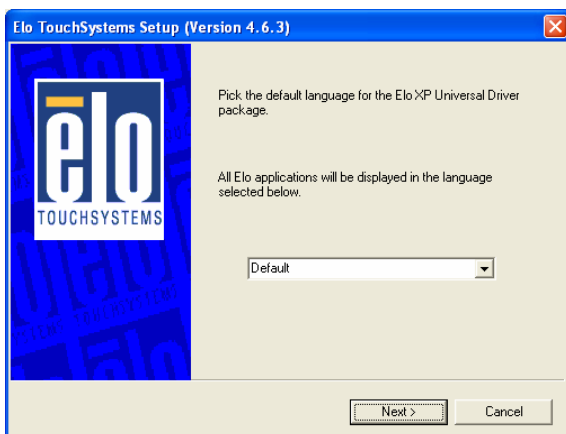 Elo TouchSystems Setup (Version 4.6.3)
Pick the default language for the Elo XP Universal Driver
package.
All Elo applications will be displayed in the language
selected below.
ēlo
TOUCHSYSTEMS
Default
Next >
Cancel